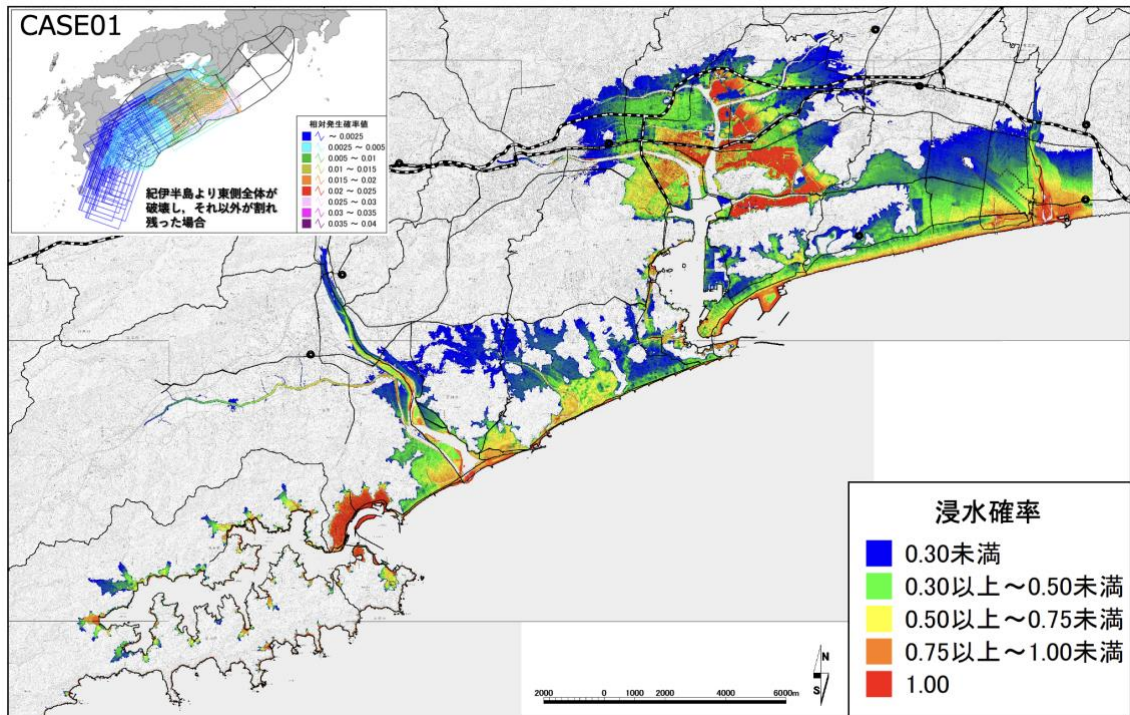 CASE01
相対発生確率値
~ 0.0025
0.0025 ~ 0.005
0.005 ~ 0.01
0.01 ~ 0.015
0.015 ~ 0.02
0.02 ~ 0.025
0.025 ~ 0.03
0.03 ~ 0.035
0.035 ~ 0.04
紀伊半島より東側全体が
破壊し，それ以外が割れ
残った場合
浸水確率
0.30未満
0.30以上～0.50未満
0.50以上～0.75未満
0.75以上～1.00未満
1.00
N
S
2000 0 2000 4000 6000m